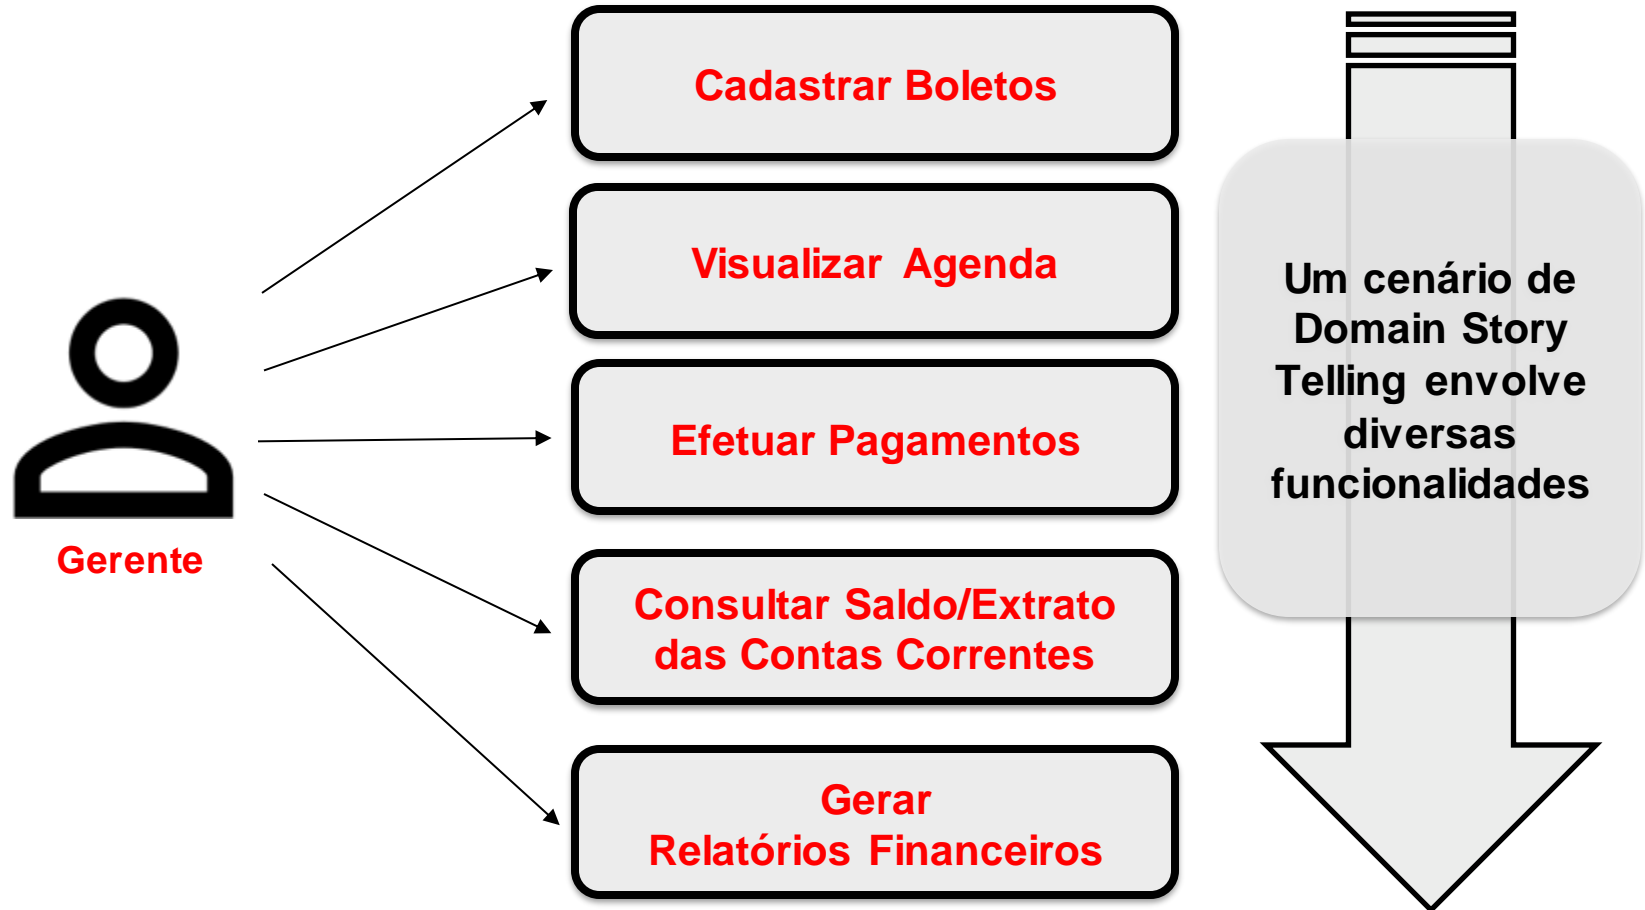 Cadastrar Boletos
Visualizar Agenda
Efetuar Pagamentos
Consultar Saldo/Extrato
das Contas Correntes
Gerar
Relatórios Financeiros
Gerente
Um cenário de
Domain Story
Telling envolve
diversas
funcionalidades